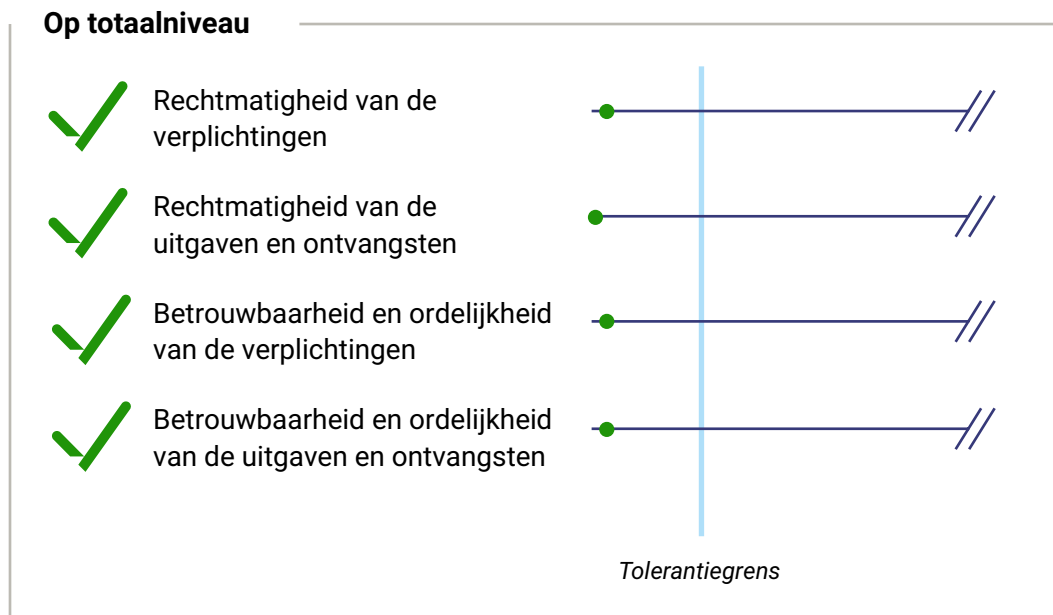 Op totaalniveau
Rechtmatigheid van de
verplichtingen
Rechtmatigheid van de
uitgaven en ontvangsten
Betrouwbaarheid en ordelijkheid
van de verplichtingen
Betrouwbaarheid en ordelijkheid
van de uitgaven en ontvangsten
Tolerantiegrens